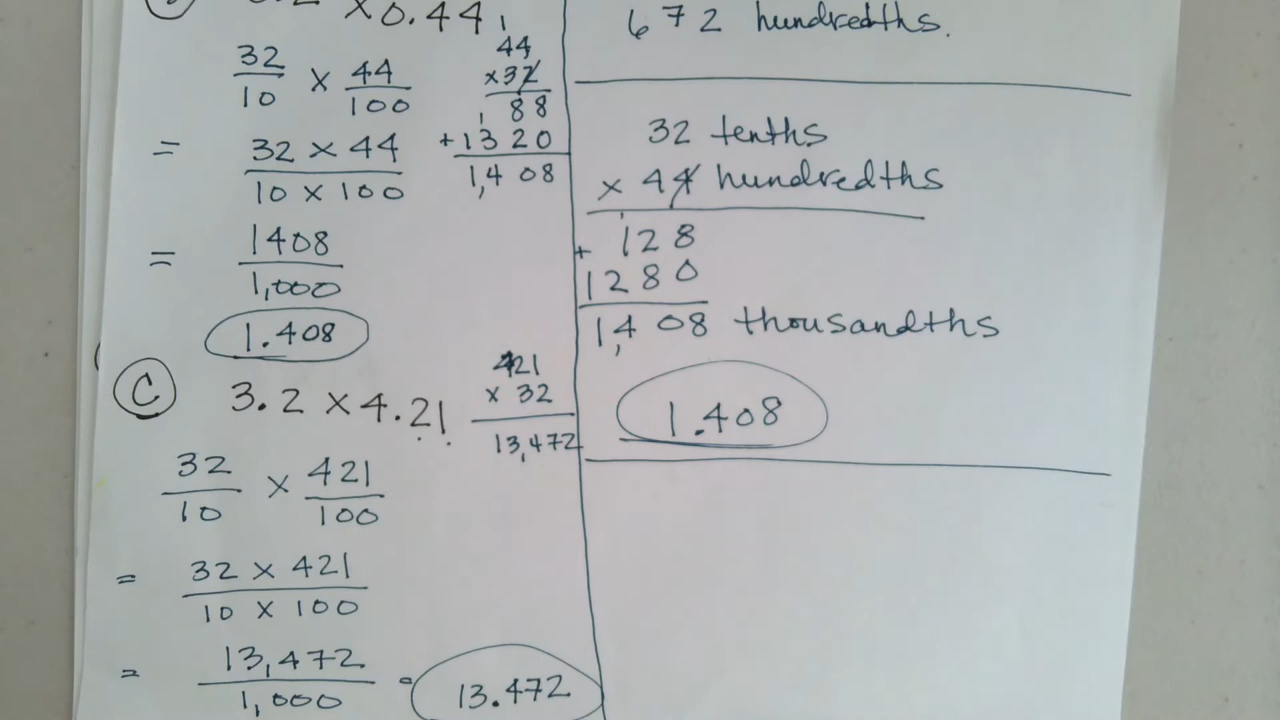 ×0.44
32/10 × 44/100
44
×32
88
+1320
1,408
= 32 × 44 / 10 × 100
= 1408 / 1,000
1.408
C 3.2 × 4.21
421
× 32
13,472
32/10 × 421/100
= 32 × 421 / 10 × 100
= 13,472 / 1,000 = 13.472
672 hundredths.
32 tenths
× 44 hundredths
128
+ 1280
1,408 thousandths
1.408